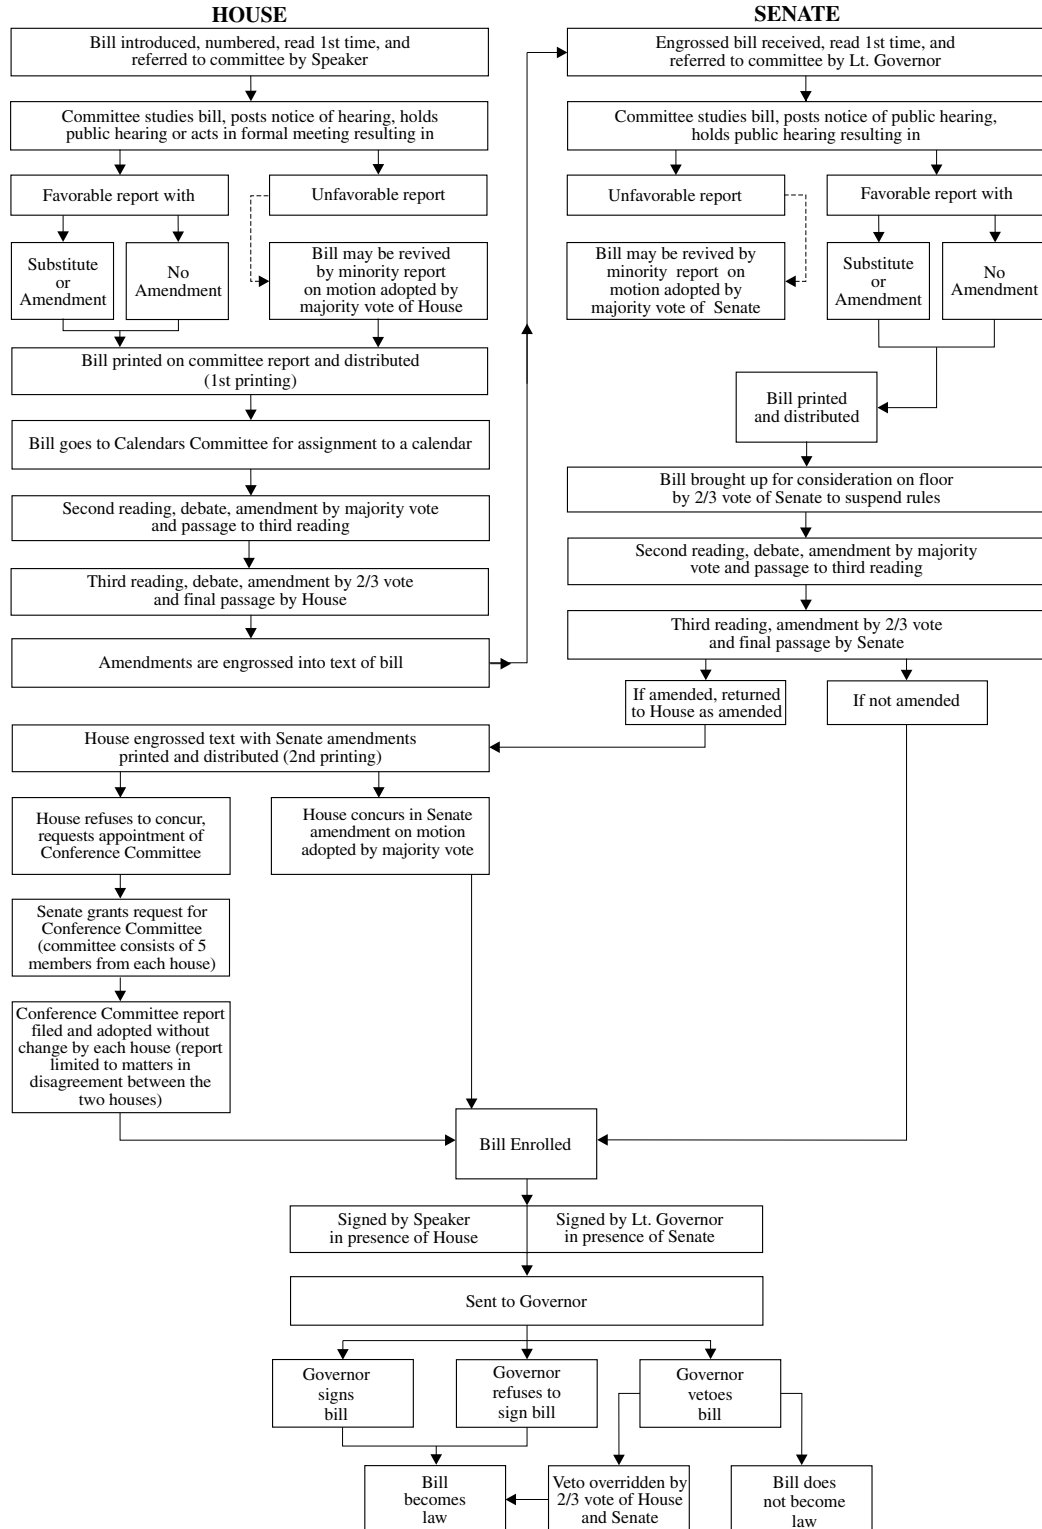 HOUSE
Bill introduced, numbered, read 1st time, and
referred to committee by Speaker
Committee studies bill, posts notice of hearing, holds
public hearing or acts in formal meeting resulting in
Favorable report with
Unfavorable report
Substitute
or
Amendment
No
Amendment
Bill may be revived
by minority report
on motion adopted by
majority vote of House
Bill printed on committee report and distributed
(1st printing)
Bill goes to Calendars Committee for assignment to a calendar
Second reading, debate, amendment by majority vote
and passage to third reading
Third reading, debate, amendment by 2/3 vote
and final passage by House
Amendments are engrossed into text of bill
SENATE
Engrossed bill received, read 1st time, and
referred to committee by Lt. Governor
Committee studies bill, posts notice of public hearing,
holds public hearing resulting in
Unfavorable report
Favorable report with
Bill may be revived by
minority report on
motion adopted by
majority vote of Senate
Substitute
or
Amendment
No
Amendment
Bill printed
and distributed
Bill brought up for consideration on floor
by 2/3 vote of Senate to suspend rules
Second reading, debate, amendment by majority
vote and passage to third reading
Third reading, amendment by 2/3 vote
and final passage by Senate
If amended, returned
to House as amended
If not amended
House engrossed text with Senate amendments
printed and distributed (2nd printing)
House refuses to concur,
requests appointment of
Conference Committee
House concurs in Senate
amendment on motion
adopted by majority vote
Senate grants request for
Conference Committee
(committee consists of 5
members from each house)
Conference Committee report
filed and adopted without
change by each house (report
limited to matters in
disagreement between the
two houses)
Bill Enrolled
Signed by Speaker
in presence of House
Signed by Lt. Governor
in presence of Senate
Sent to Governor
Governor
signs
bill
Governor
refuses to
sign bill
Governor
vetoes
bill
Bill
becomes
law
Veto overridden by
2/3 vote of House
and Senate
Bill does
not become
law